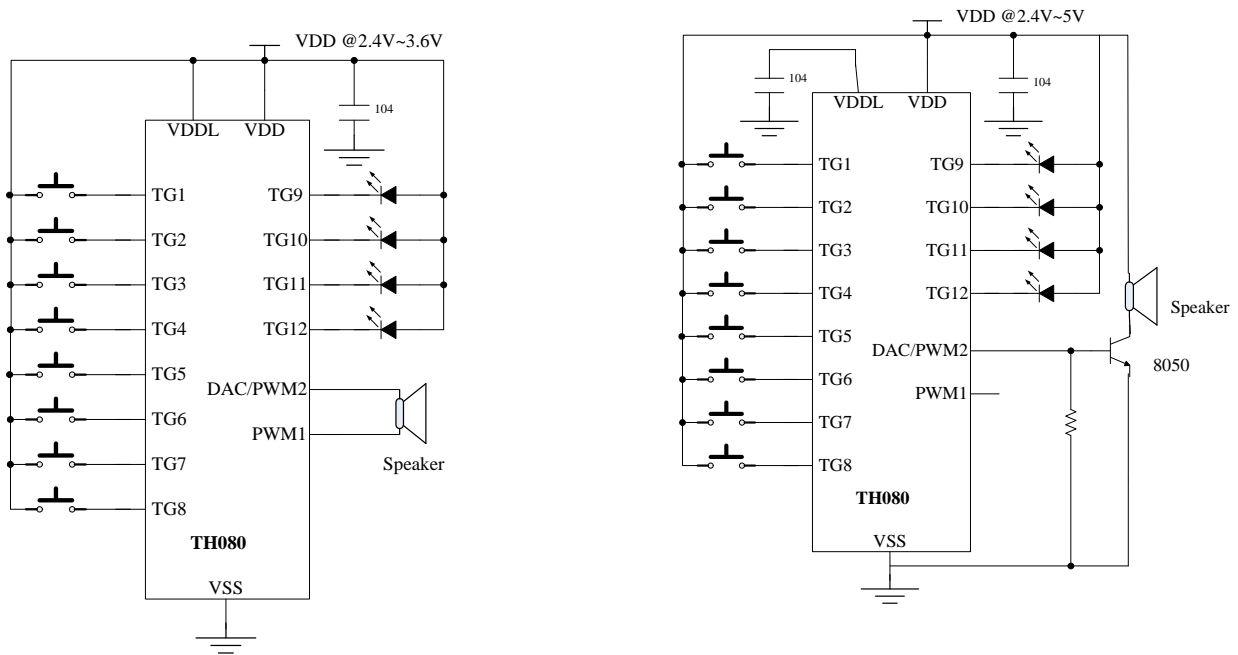 VDD @2.4V~3.6V
104
VDDL VDD
TG1 TG9
TG2 TG10
TG3 TG11
TG4 TG12
TG5
DAC/PWM2
TG6
PWM1
TG7
Speaker
TG8
TH080
VSS
VDD @2.4V~5V
104 104
VDDL VDD
TG1 TG9
TG2 TG10
TG3 TG11
TG4 TG12
Speaker
TG5
DAC/PWM2
8050
TG6
PWM1
TG7
TG8
TH080
VSS